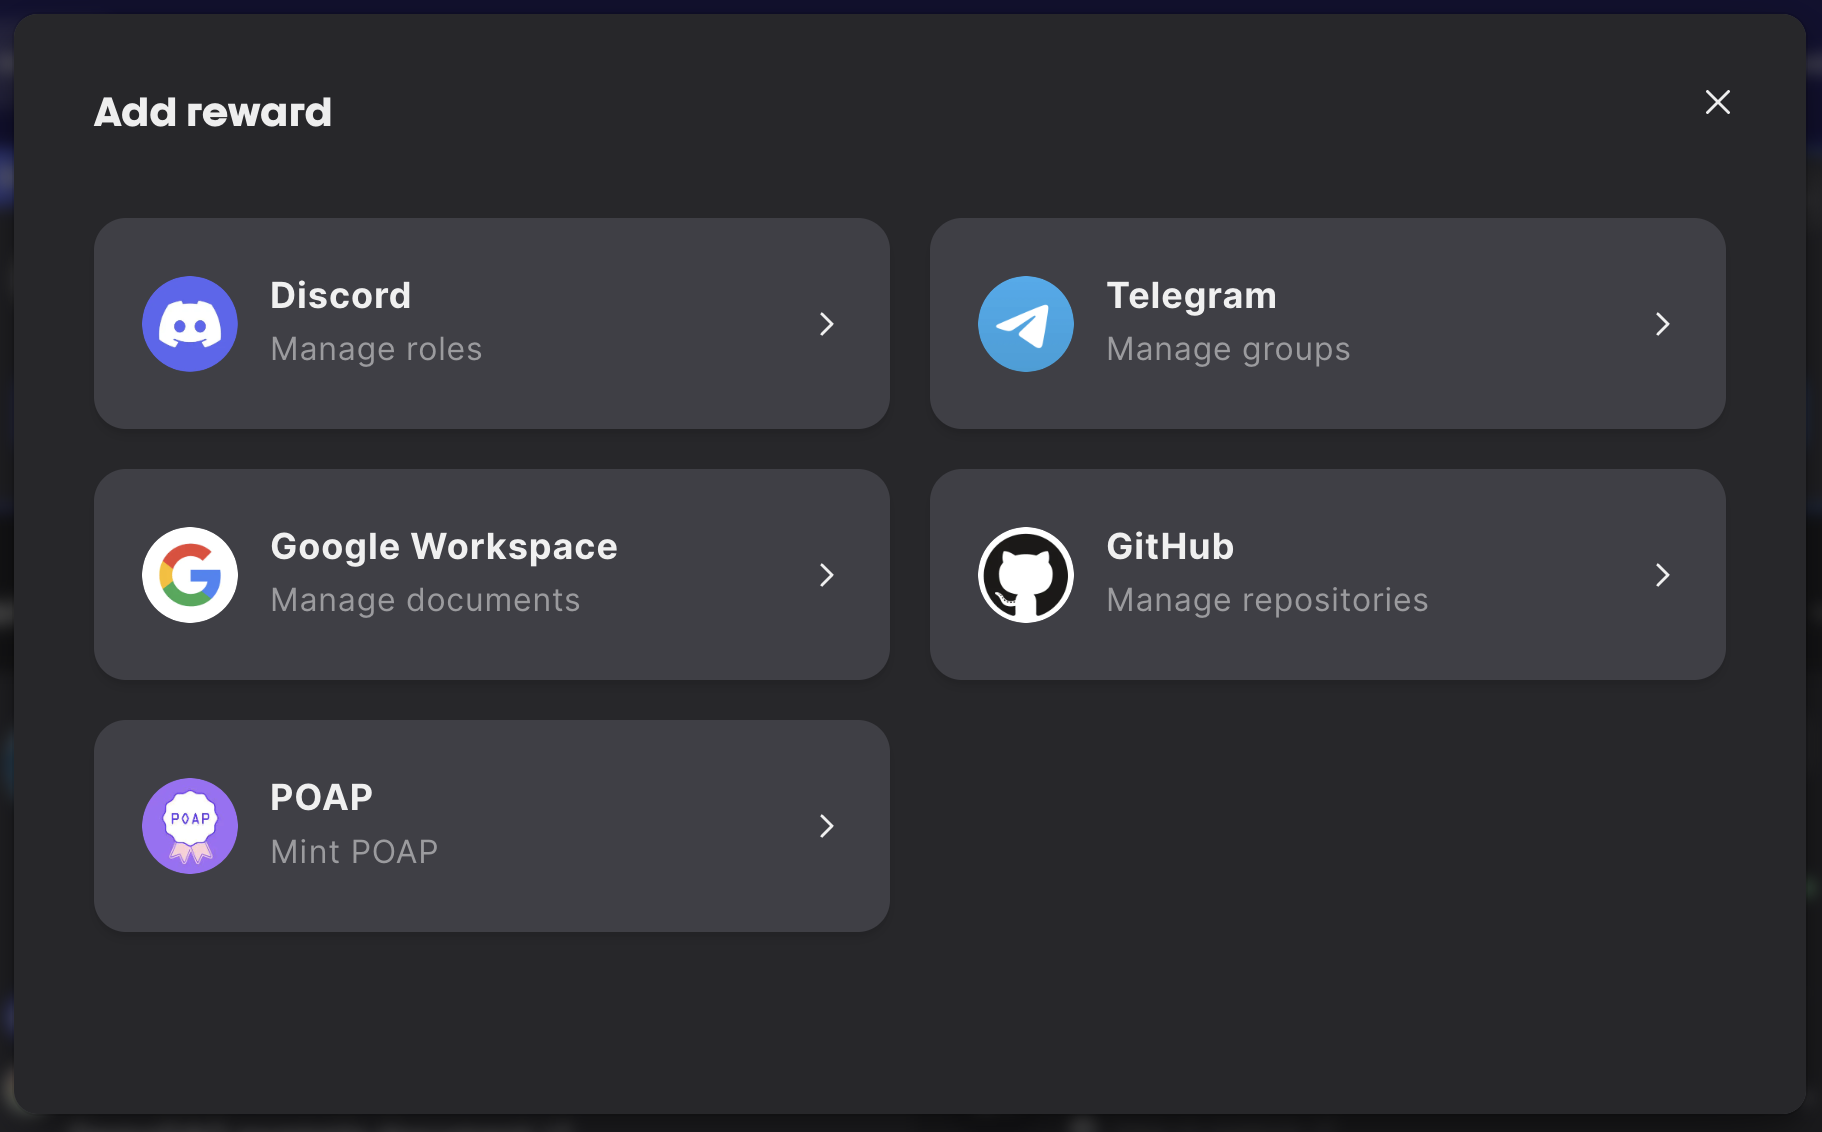 Add reward
Discord
Manage roles
Telegram
Manage groups
Google Workspace
Manage documents
GitHub
Manage repositories
POAP
POAP
Mint POAP